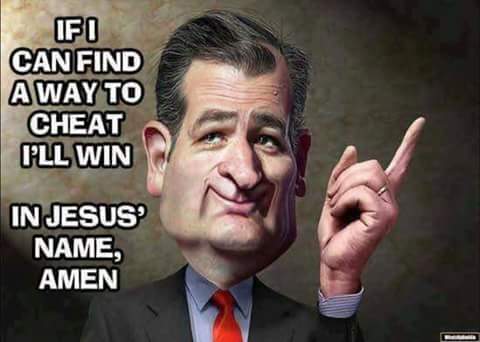 IF I
CAN FIND
A WAY TO
CHEAT
I'LL WIN
IN JESUS'
NAME,
AMEN